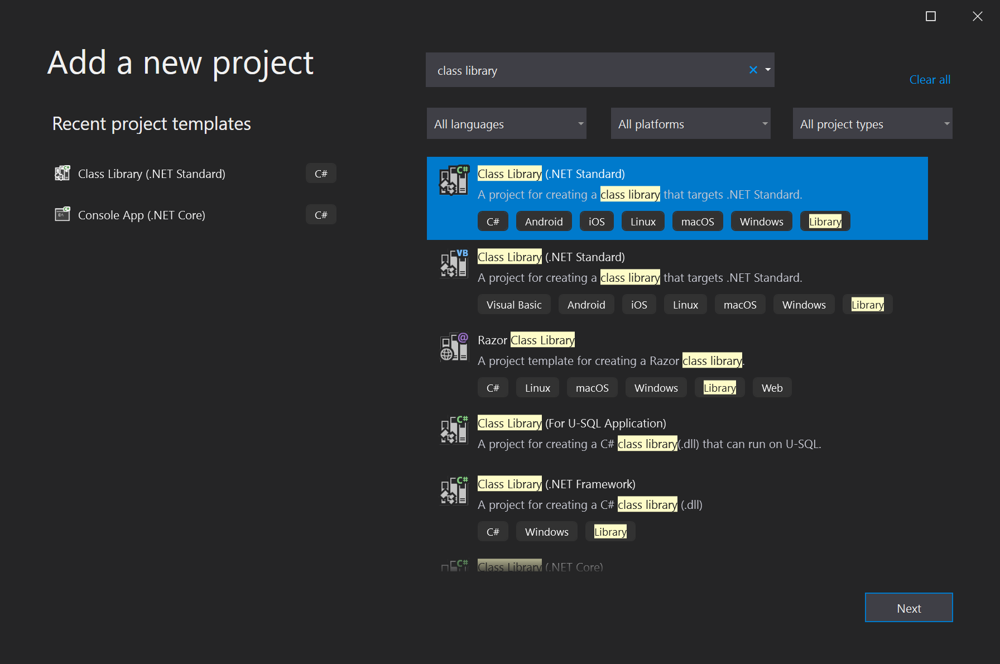 Add a new project
class library
Clear all
Recent project templates
All languages
All platforms
All project types
Class Library (.NET Standard) C#
Console App (.NET Core) C#
Class Library (.NET Standard)
A project for creating a class library that targets .NET Standard.
C# Android iOS Linux macOS Windows Library
VB
Class Library (.NET Standard)
A project for creating a class library that targets .NET Standard.
Visual Basic Android iOS Linux macOS Windows Library
Razor Class Library
A project template for creating a Razor class library.
C# Linux macOS Windows Library Web
C#
Class Library (For U-SQL Application)
A project for creating a C# class library(.dll) that can run on U-SQL.
C#
Class Library (.NET Framework)
A project for creating a C# class library (.dll)
C# Windows Library
C#
Class Library (.NET Core)
Next